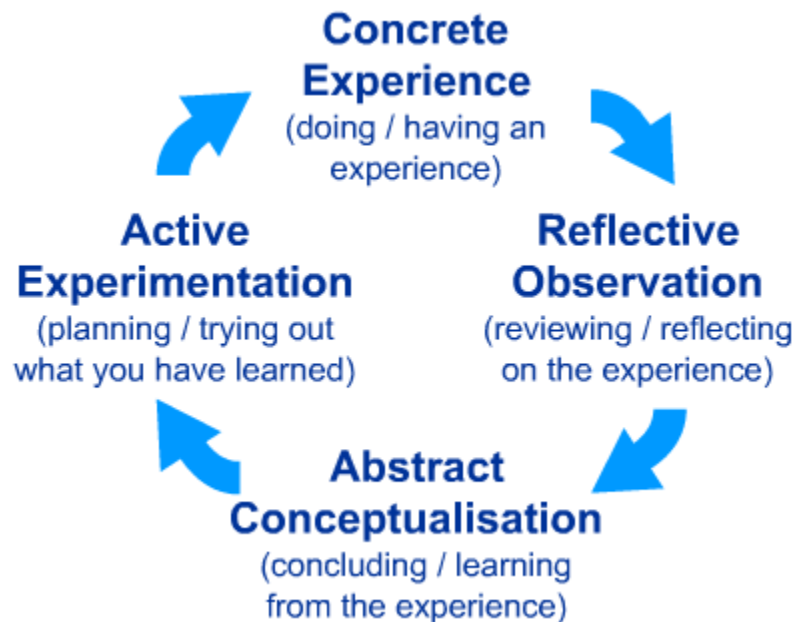 Concrete
Experience
(doing / having an
experience)
Reflective
Observation
(reviewing / reflecting
on the experience)
Abstract
Conceptualisation
(concluding / learning
from the experience)
Active
Experimentation
(planning / trying out
what you have learned)